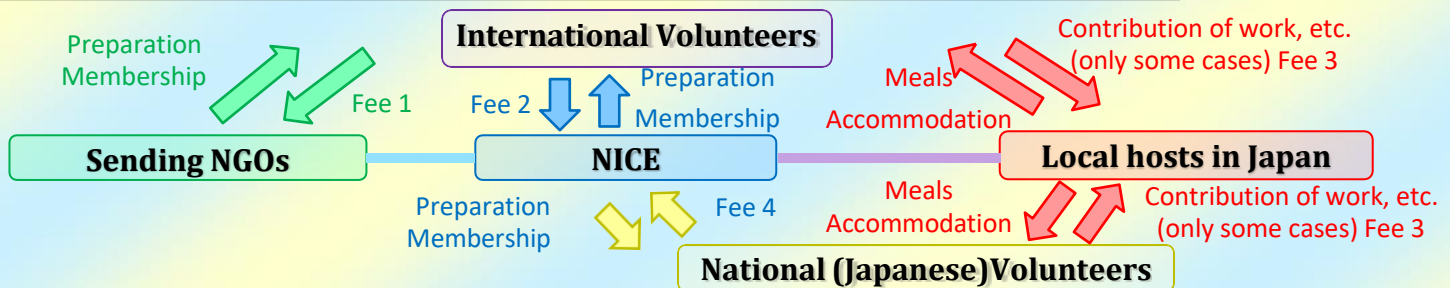 International Volunteers
Preparation
Membership
Fee 1
Fee 2
Preparation
Membership
Meals
Accommodation
Contribution of work, etc.
(only some cases) Fee 3
Sending NGOs
NICE
Local hosts in Japan
Preparation
Membership
Fee 4
Meals
Accommodation
Contribution of work, etc.
(only some cases) Fee 3
National (Japanese)Volunteers